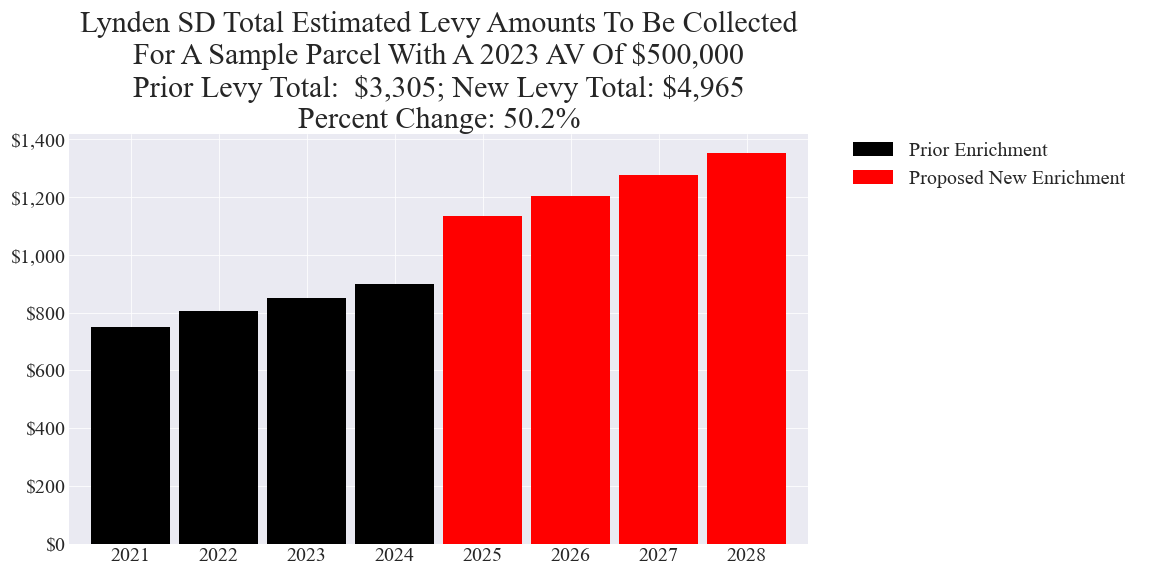 Lynden SD Total Estimated Levy Amounts To Be Collected
For A Sample Parcel With A 2023 AV Of $500,000
Prior Levy Total:  $3,305; New Levy Total: $4,965
Percent Change: 50.2%
$1,400
$1,200
$1,000
$800
$600
$400
$200
$0
2021 2022 2023 2024 2025 2026 2027 2028
Prior Enrichment
Proposed New Enrichment